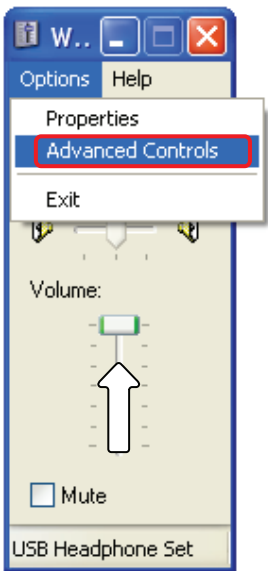 W..
Options Help
Properties
Advanced Controls
Exit
Volume:
Mute
USB Headphone Set